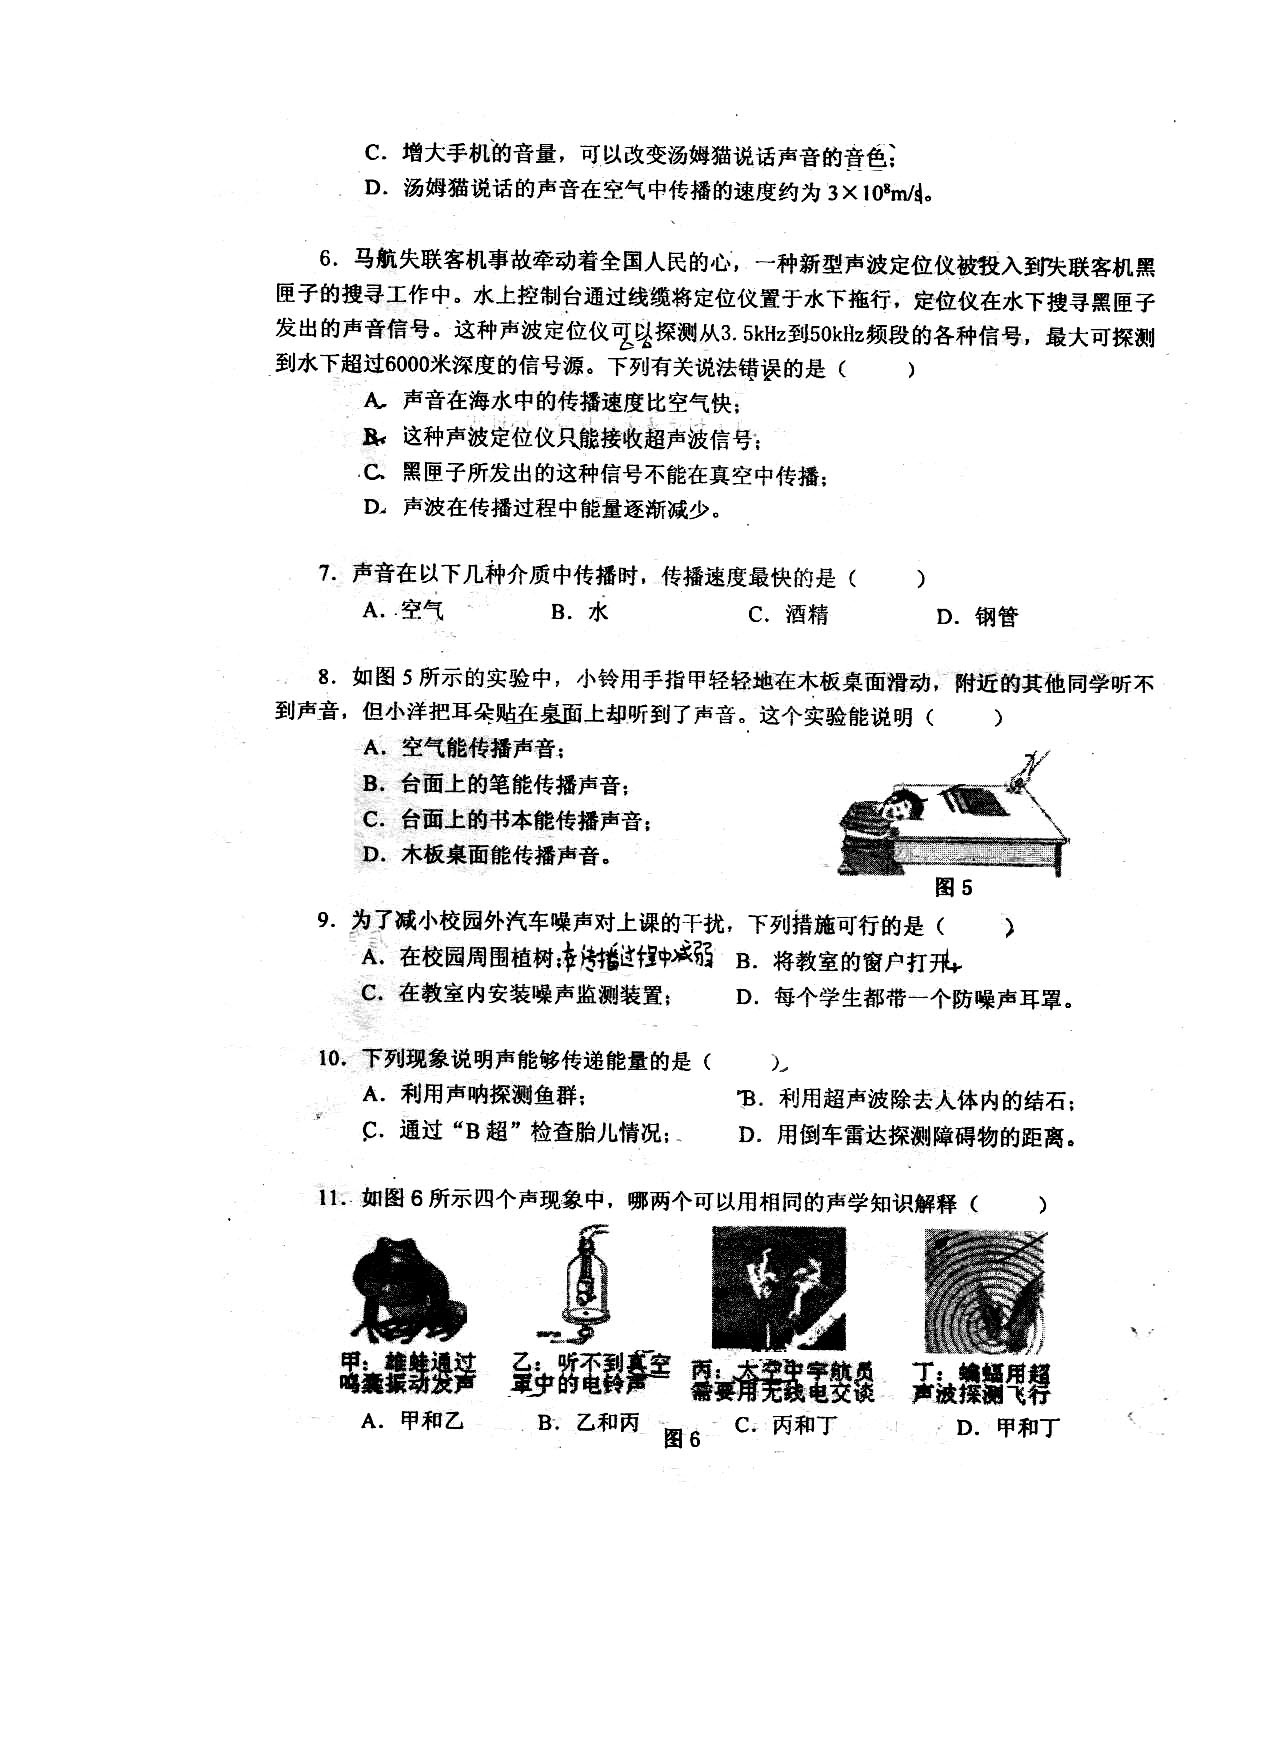 C．增大手机的音量，可以改变汤姆猫说话声音的音色；
D．汤姆猫说话的声音在空气中传播的速度约为 3×10⁸m/s。
6．马航失联客机事故牵动着全国人民的心，一种新型声波定位仪被投入到失联客机黑
匣子的搜寻工作中。水上控制台通过线缆将定位仪置于水下拖行，定位仪在水下搜寻黑匣子
发出的声音信号。这种声波定位仪可以探测从3.5kHz到50kHz频段的各种信号，最大可探测
到水下超过6000米深度的信号源。下列有关说法错误的是（　　）
A．声音在海水中的传播速度比空气快；
B．这种声波定位仪只能接收超声波信号；
C．黑匣子所发出的这种信号不能在真空中传播；
D．声波在传播过程中能量逐渐减少。
7．声音在以下几种介质中传播时，传播速度最快的是（　　）
A．空气　B．水　C．酒精　D．钢管
8．如图 5 所示的实验中，小铃用手指甲轻轻地在木板桌面滑动，附近的其他同学听不
到声音，但小洋把耳朵贴在桌面上却听到了声音。这个实验能说明（　　）
A．空气能传播声音；
B．台面上的笔能传播声音；
C．台面上的书本能传播声音；
D．木板桌面能传播声音。
图 5
9．为了减小校园外汽车噪声对上课的干扰，下列措施可行的是（　　）
A．在校园周围植树；在传播过程中减弱　B．将教室的窗户打开；
C．在教室内安装噪声监测装置；　D．每个学生都带一个防噪声耳罩。
10．下列现象说明声能够传递能量的是（　　）
A．利用声呐探测鱼群；　B．利用超声波除去人体内的结石；
C．通过“B 超”检查胎儿情况；　D．用倒车雷达探测障碍物的距离。
11．如图 6 所示四个声现象中，哪两个可以用相同的声学知识解释（　　）
甲：雄蛙通过
鸣囊振动发声
乙：听不到真空
罩中的电铃声
丙：太空中宇航员
需要用无线电交谈
丁：蝙蝠用超
声波探测飞行
A．甲和乙　B．乙和丙　C．丙和丁　D．甲和丁
图 6